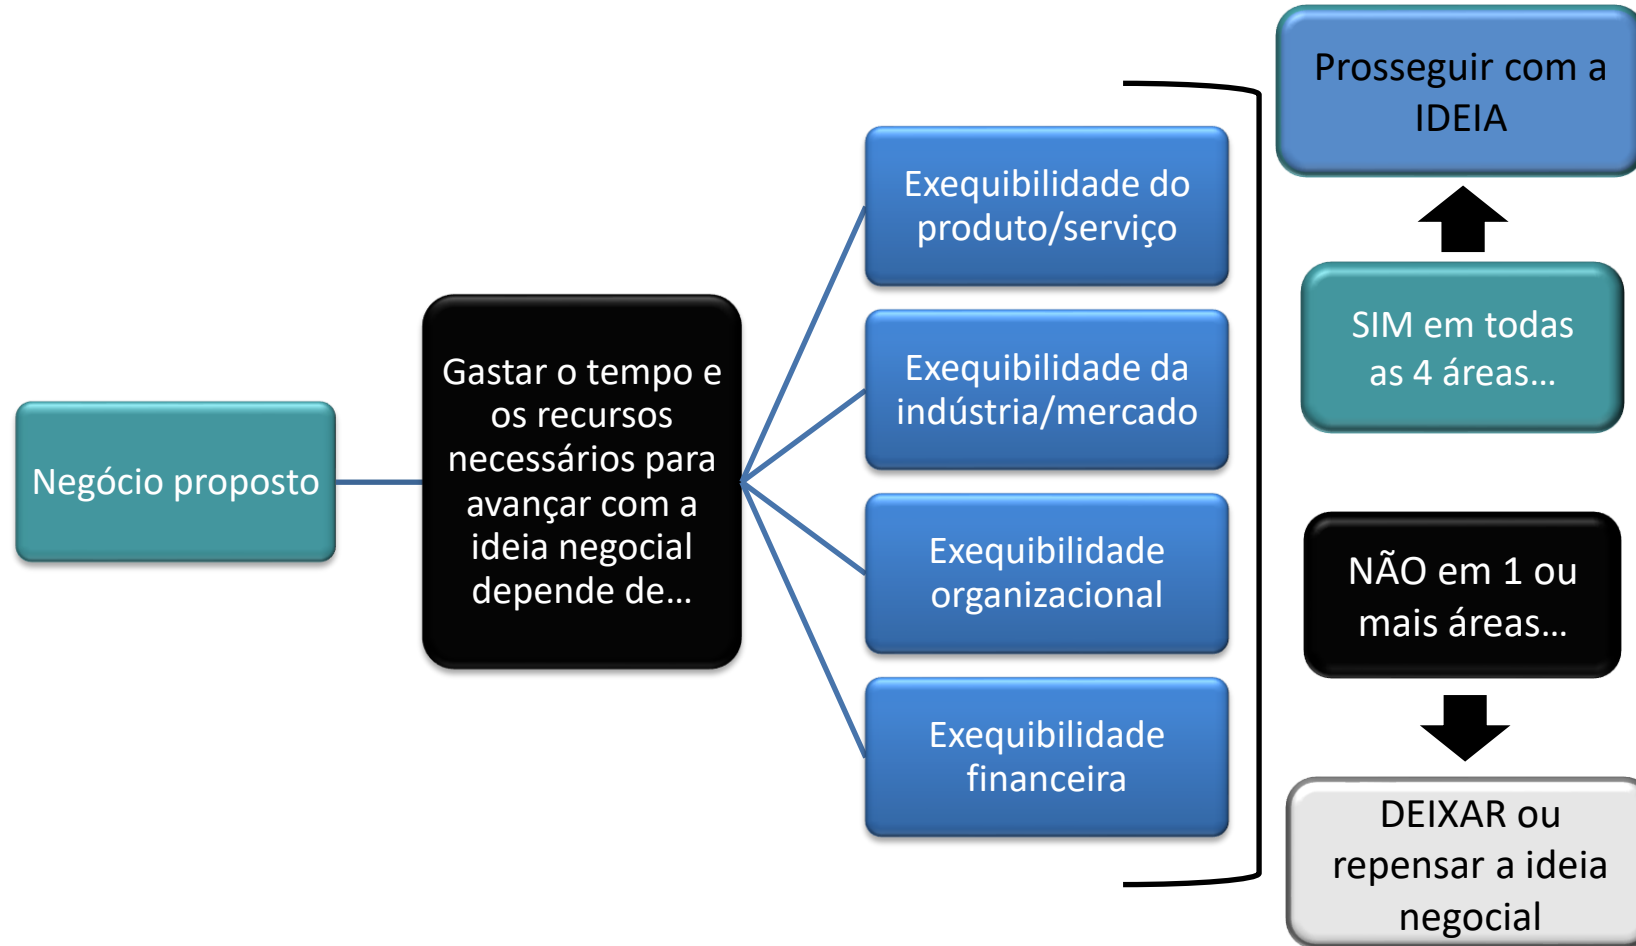 Negócio proposto
Gastar o tempo e
os recursos
necessários para
avançar com a
ideia negocial
depende de...
Exequibilidade do
produto/serviço
Exequibilidade da
indústria/mercado
Exequibilidade
organizacional
Exequibilidade
financeira
Prosseguir com a
IDEIA
SIM em todas
as 4 áreas...
NÃO em 1 ou
mais áreas...
DEIXAR ou
repensar a ideia
negocial